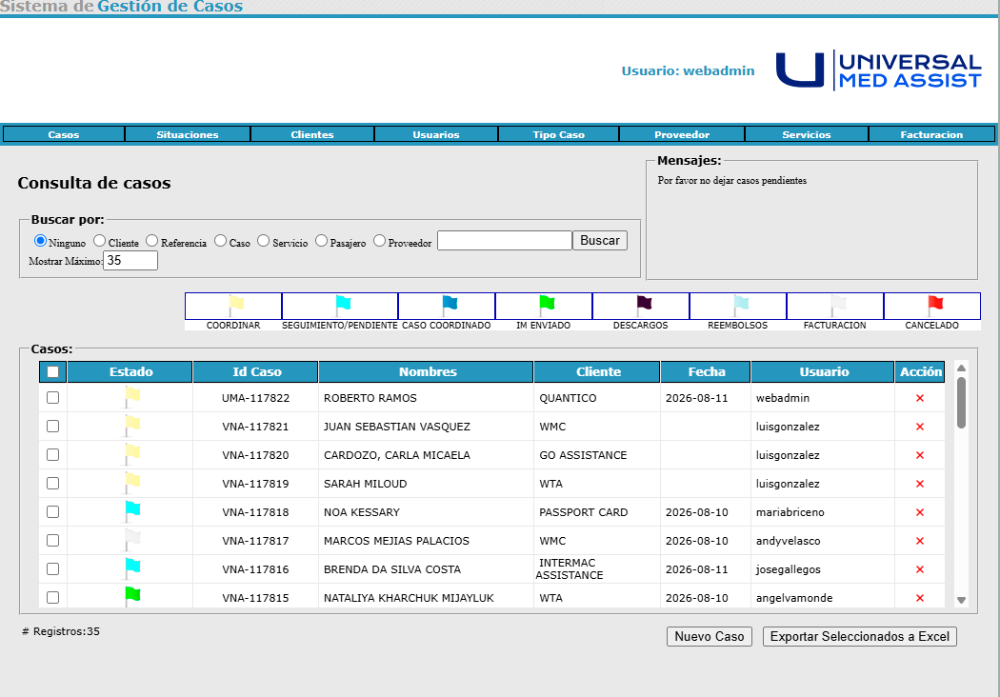 Sistema de Gestión de Casos
Usuario: webadmin
UNIVERSAL
MED ASSIST
Casos Situaciones Clientes Usuarios Tipo Caso Proveedor Servicios Facturacion
Consulta de casos
Mensajes:
Por favor no dejar casos pendientes
Buscar por:
Ninguno Cliente Referencia Caso Servicio Pasajero Proveedor Buscar
Mostrar Máximo: 35
COORDINAR SEGUIMIENTO/PENDIENTE CASO COORDINADO IM ENVIADO DESCARGOS REEMBOLSOS FACTURACION CANCELADO
Casos:
Estado Id Caso Nombres Cliente Fecha Usuario Acción
UMA-117822 ROBERTO RAMOS QUANTICO 2026-08-11 webadmin
VNA-117821 JUAN SEBASTIAN VASQUEZ WMC luisgonzalez
VNA-117820 CARDOZO, CARLA MICAELA GO ASSISTANCE luisgonzalez
VNA-117819 SARAH MILOUD WTA luisgonzalez
VNA-117818 NOA KESSARY PASSPORT CARD 2026-08-10 mariabriceno
VNA-117817 MARCOS MEJIAS PALACIOS WMC 2026-08-10 andyvelasco
VNA-117816 BRENDA DA SILVA COSTA INTERMAC ASSISTANCE 2026-08-11 josegallegos
VNA-117815 NATALIYA KHARCHUK MIJAYLUK WTA 2026-08-10 angelvamonde
# Registros:35
Nuevo Caso Exportar Seleccionados a Excel